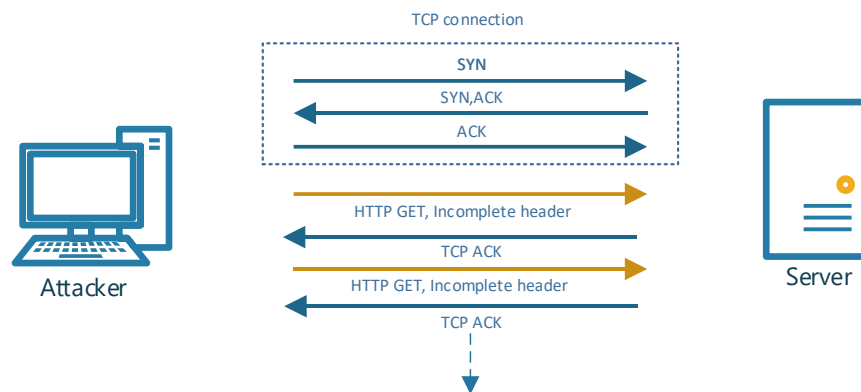 TCP connection
SYN
SYN,ACK
ACK
HTTP GET, Incomplete header
TCP ACK
HTTP GET, Incomplete header
TCP ACK
Attacker
Server